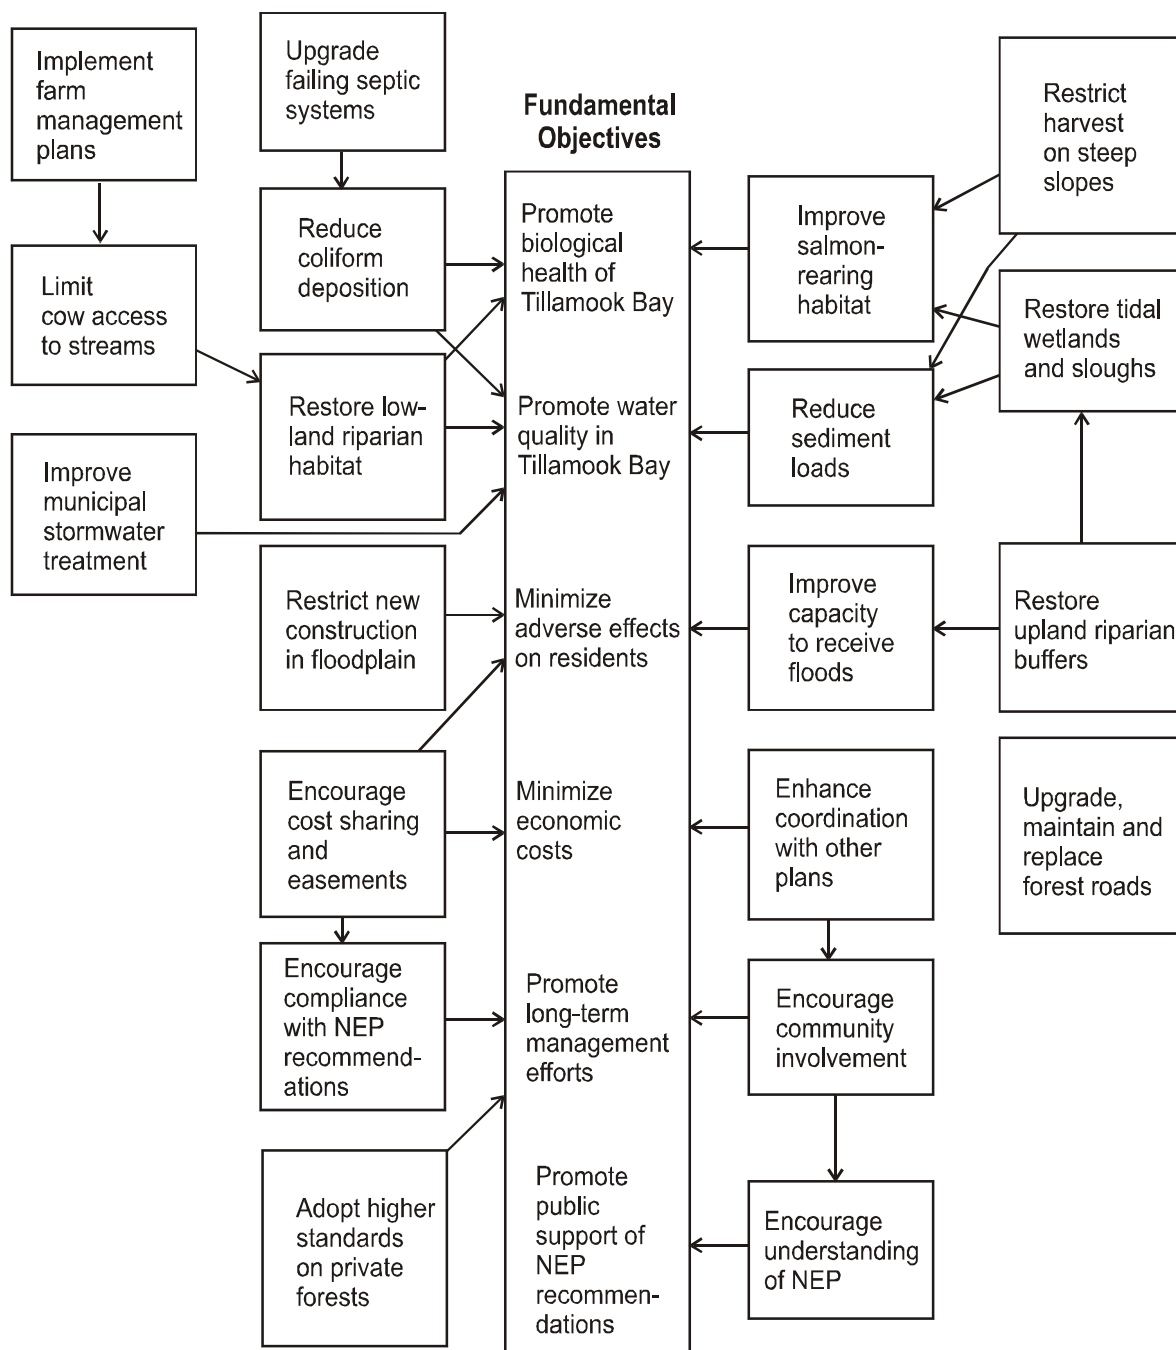 Implement
farm
management
plans
Upgrade
failing septic
systems
Fundamental
Objectives
Restrict
harvest
on steep
slopes
Reduce
coliform
deposition
Promote
biological
health of
Tillamook Bay
Improve
salmon-
rearing
habitat
Limit
cow access
to streams
Restore tidal
wetlands
and sloughs
Restore low-
land riparian
habitat
Promote water
quality in
Tillamook Bay
Reduce
sediment
loads
Improve
municipal
stormwater
treatment
Restrict new
construction
in floodplain
Minimize
adverse effects
on residents
Improve
capacity
to receive
floods
Restore
upland riparian
buffers
Encourage
cost sharing
and
easements
Minimize
economic
costs
Enhance
coordination
with other
plans
Upgrade,
maintain and
replace
forest roads
Encourage
compliance
with NEP
recommend-
ations
Promote
long-term
management
efforts
Encourage
community
involvement
Adopt higher
standards
on private
forests
Promote
public
support of
NEP
recommen-
dations
Encourage
understanding
of NEP